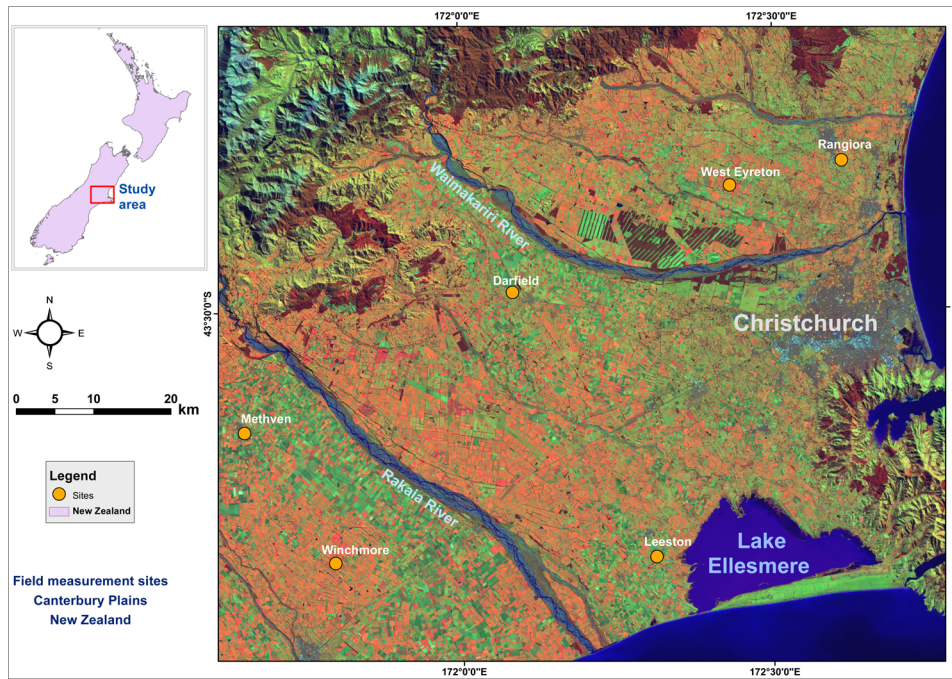 172°0'0"E
172°30'0"E
Study
area
N
W
E
S
0
5
10
20
km
Legend
Sites
New Zealand
Field measurement sites
Canterbury Plains
New Zealand
43°30'0"S
Rangiora
West Eyreton
Waimakariri River
Darfield
Christchurch
Methven
Rakaia River
Winchmore
Leeston
Lake
Ellesmere
172°0'0"E
172°30'0"E